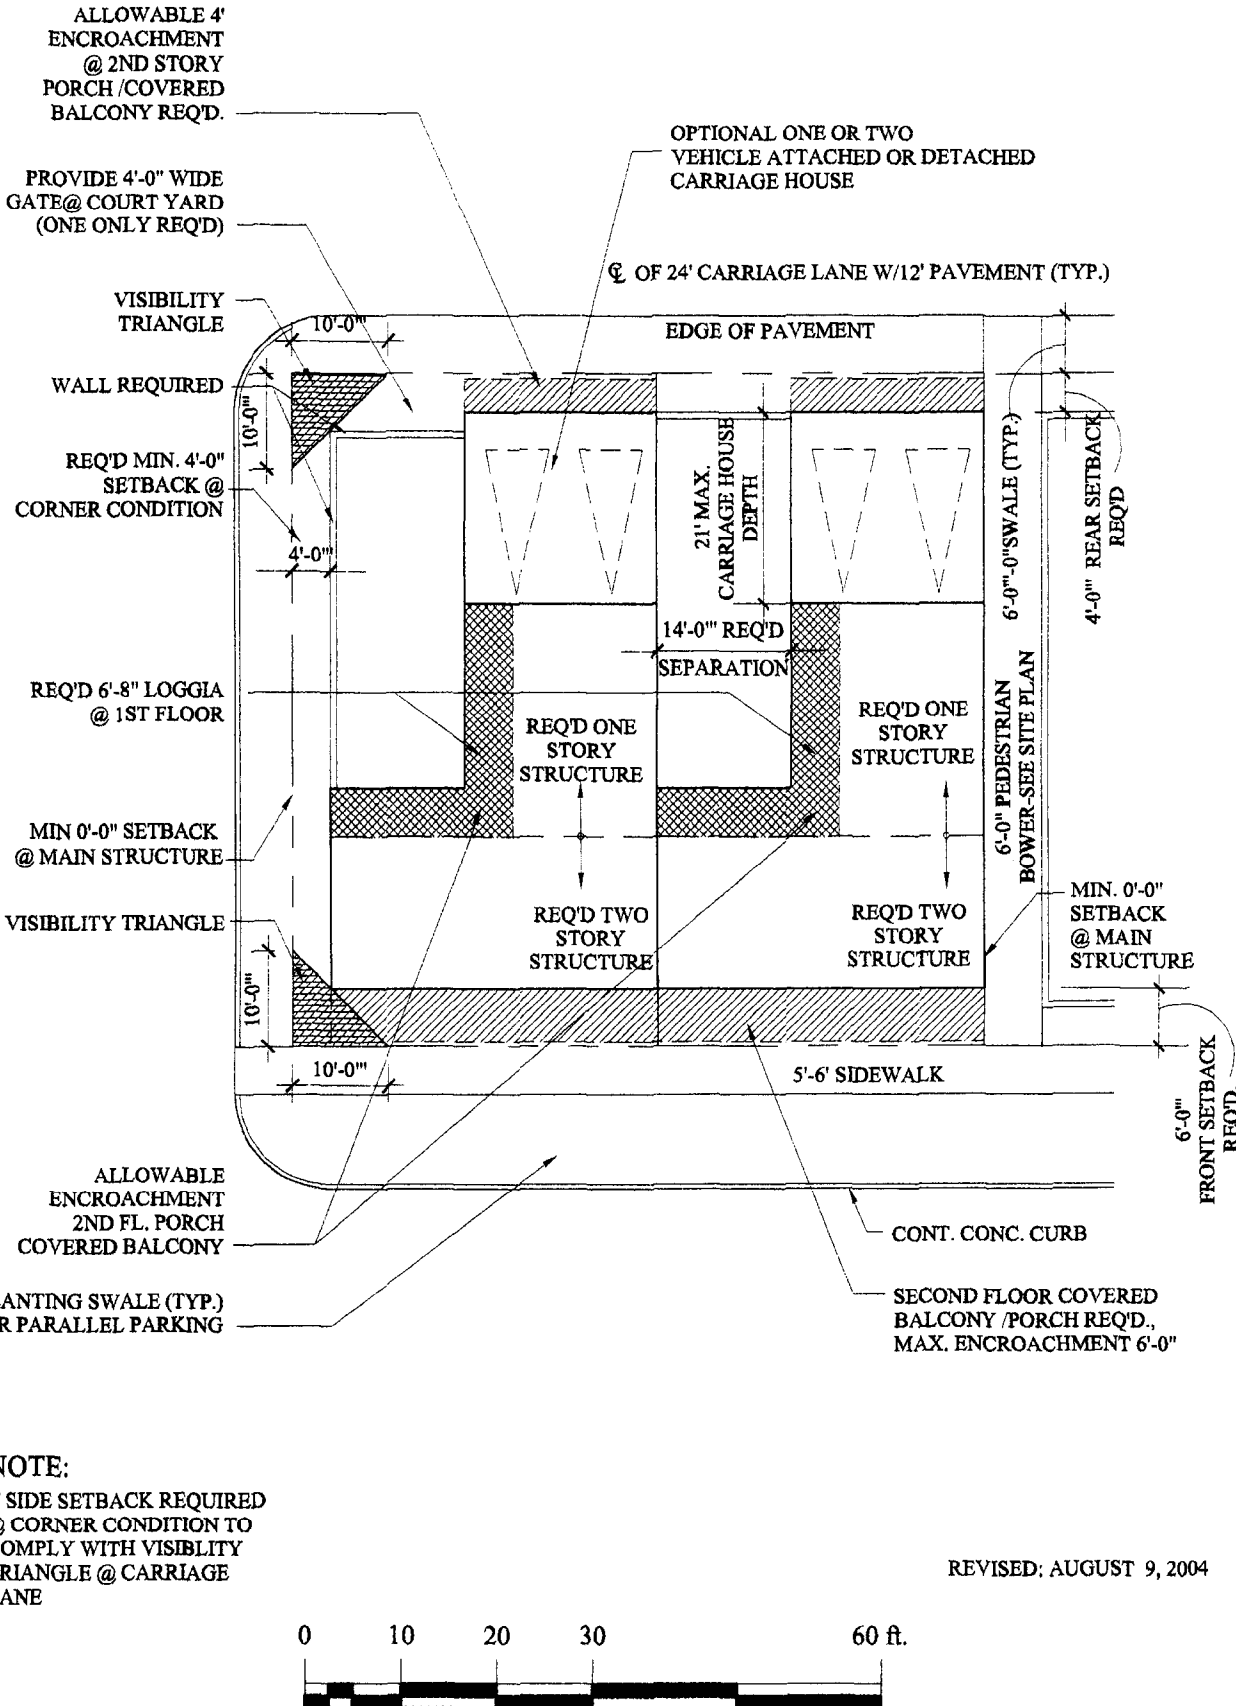 ALLOWABLE 4'
ENCROACHMENT
@ 2ND STORY
PORCH /COVERED
BALCONY REQ'D.
OPTIONAL ONE OR TWO
VEHICLE ATTACHED OR DETACHED
CARRIAGE HOUSE
PROVIDE 4'-0" WIDE
GATE@ COURT YARD
(ONE ONLY REQ'D)
℄ OF 24' CARRIAGE LANE W/12' PAVEMENT (TYP.)
VISIBILITY
TRIANGLE
10'-0'"
EDGE OF PAVEMENT
WALL REQUIRED
10'-0'"
REQ'D MIN. 4'-0"
SETBACK @
CORNER CONDITION
4'-0'"
21' MAX.
CARRIAGE HOUSE
DEPTH
6'-0'"-0"SWALE (TYP.)
4'-0'" REAR SETBACK
REQ'D
14'-0'" REQ'D
SEPARATION
REQ'D 6'-8" LOGGIA
@ 1ST FLOOR
REQ'D ONE
STORY
STRUCTURE
REQ'D ONE
STORY
STRUCTURE
6'-0" PEDESTRIAN
BOWER-SEE SITE PLAN
MIN 0'-0" SETBACK
@ MAIN STRUCTURE
VISIBILITY TRIANGLE
REQ'D TWO
STORY
STRUCTURE
REQ'D TWO
STORY
STRUCTURE
MIN. 0'-0"
SETBACK
@ MAIN
STRUCTURE
10'-0'"
10'-0'"
5'-6' SIDEWALK
6'-0'"
FRONT SETBACK
REQ'D.
ALLOWABLE
ENCROACHMENT
2ND FL. PORCH
COVERED BALCONY
CONT. CONC. CURB
LANTING SWALE (TYP.)
R PARALLEL PARKING
SECOND FLOOR COVERED
BALCONY /PORCH REQ'D.,
MAX. ENCROACHMENT 6'-0"
NOTE:
' SIDE SETBACK REQUIRED
@ CORNER CONDITION TO
OMPLY WITH VISIBLITY
RIANGLE @ CARRIAGE
ANE
REVISED: AUGUST 9, 2004
0 10 20 30 60 ft.